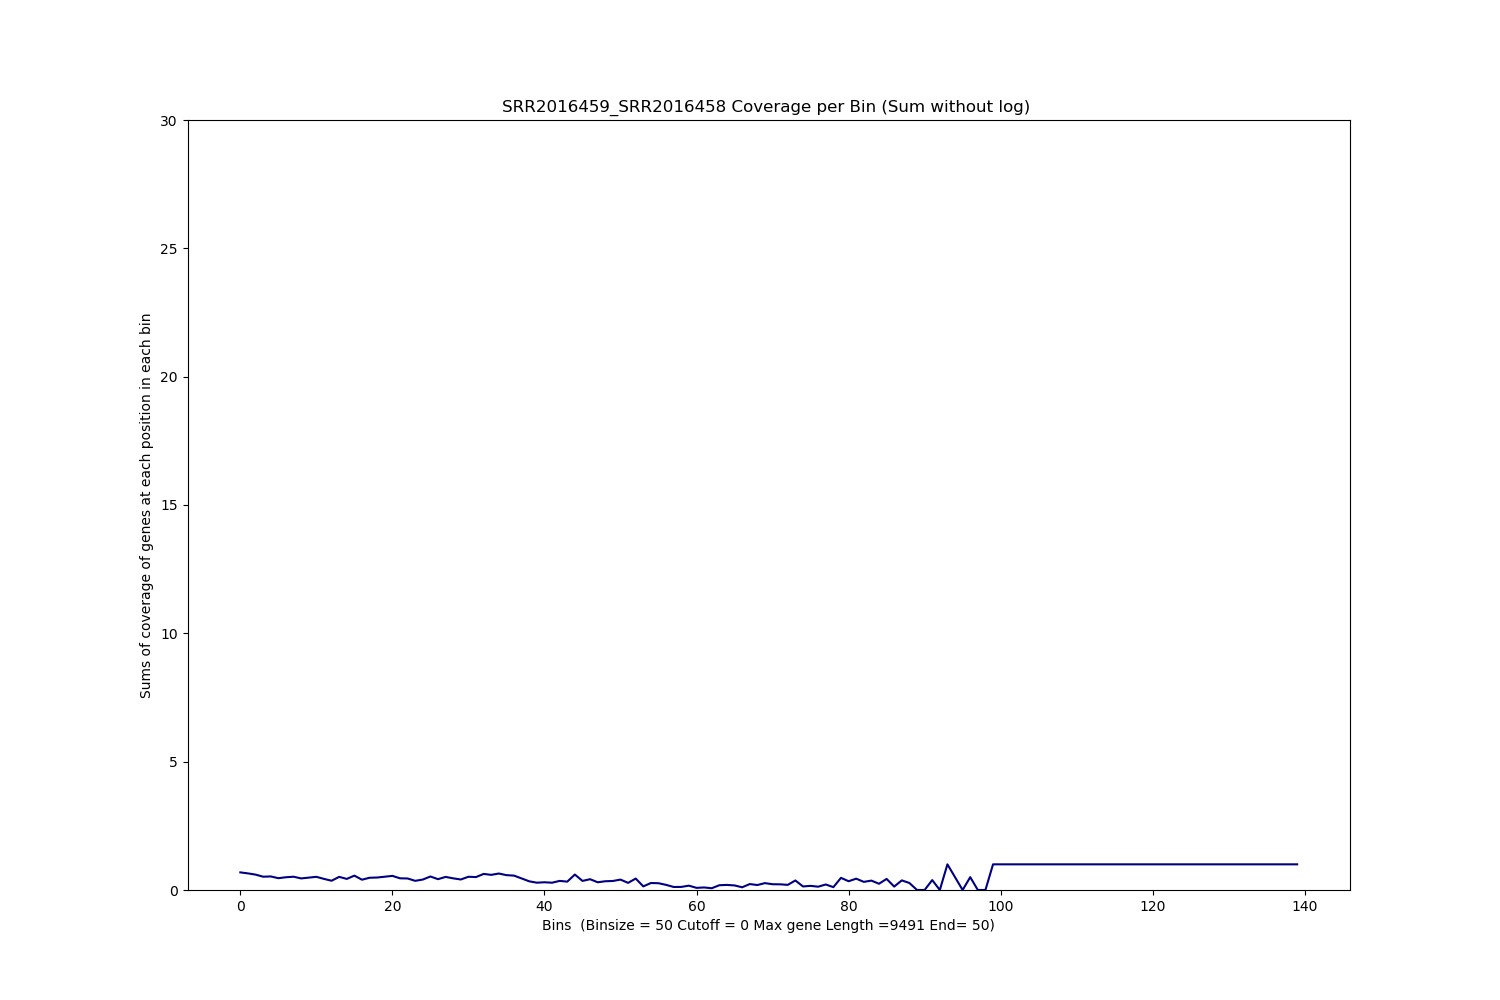 SRR2016459_SRR2016458 Coverage per Bin (Sum without log)
Sums of coverage of genes at each position in each bin
30
25
20
15
10
5
0
0 20 40 60 80 100 120 140
Bins  (Binsize = 50 Cutoff = 0 Max gene Length =9491 End= 50)